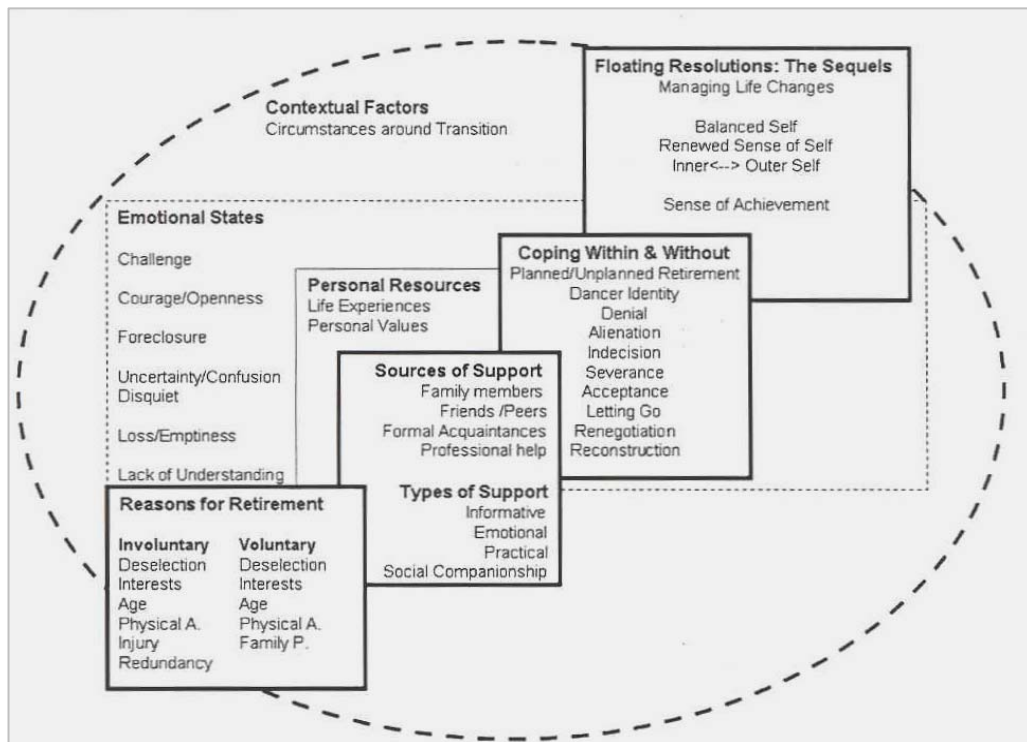 Floating Resolutions: The Sequels
Managing Life Changes
Balanced Self
Renewed Sense of Self
Inner<--> Outer Self
Sense of Achievement
Contextual Factors
Circumstances around Transition
Emotional States
Challenge
Courage/Openness
Foreclosure
Uncertainty/Confusion
Disquiet
Loss/Emptiness
Lack of Understanding
Personal Resources
Life Experiences
Personal Values
Coping Within & Without
Planned/Unplanned Retirement
Dancer Identity
Denial
Alienation
Indecision
Severance
Acceptance
Letting Go
Renegotiation
Reconstruction
Sources of Support
Family members
Friends /Peers
Formal Acquaintances
Professional help
Types of Support
Informative
Emotional
Practical
Social Companionship
Reasons for Retirement
Involuntary
Deselection
Interests
Age
Physical A.
Injury
Redundancy
Voluntary
Deselection
Interests
Age
Physical A.
Family P.